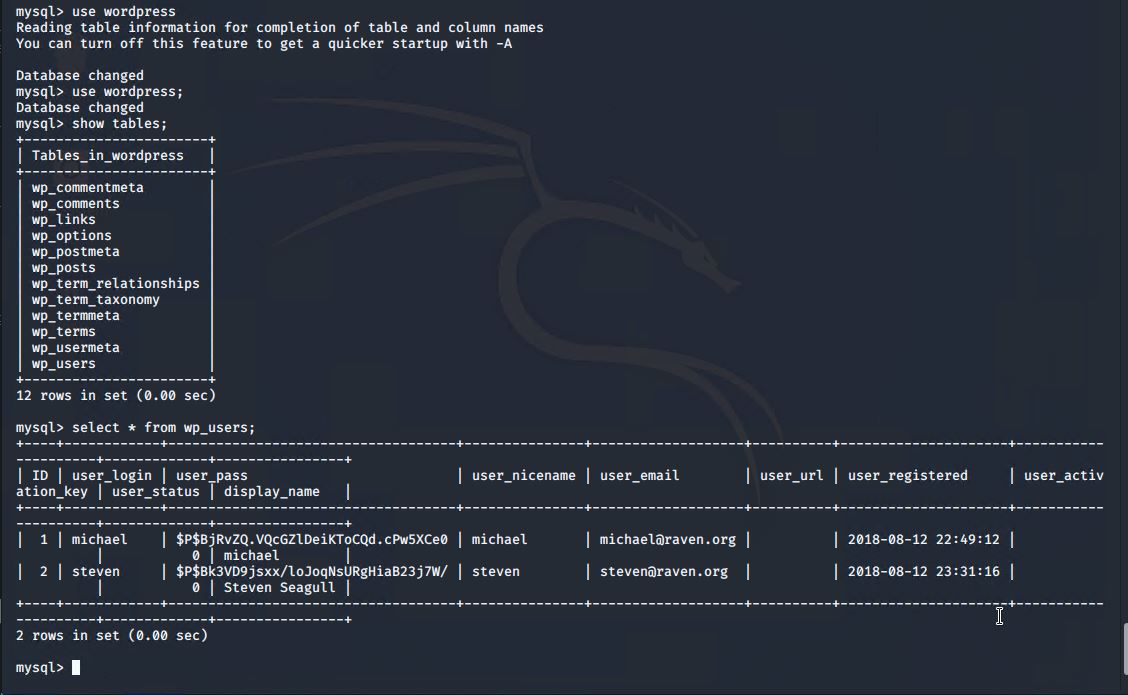 mysql> use wordpress
Reading table information for completion of table and column names
You can turn off this feature to get a quicker startup with -A

Database changed
mysql> use wordpress;
Database changed
mysql> show tables;
+-----------------------+
| Tables_in_wordpress   |
+-----------------------+
| wp_commentmeta        |
| wp_comments           |
| wp_links              |
| wp_options            |
| wp_postmeta           |
| wp_posts              |
| wp_term_relationships |
| wp_term_taxonomy      |
| wp_termmeta           |
| wp_terms              |
| wp_usermeta           |
| wp_users              |
+-----------------------+
12 rows in set (0.00 sec)

mysql> select * from wp_users;
+----+------------+------------------------------------+---------------+-------------------+----------+---------------------+-----------
----------+-------------+----------------+
| ID | user_login | user_pass                          | user_nicename | user_email        | user_url | user_registered     | user_activ
ation_key | user_status | display_name   |
+----+------------+------------------------------------+---------------+-------------------+----------+---------------------+-----------
----------+-------------+----------------+
|  1 | michael    | $P$BjRvZQ.VQcGZlDeiKToCQd.cPw5XCe0 | michael       | michael@raven.org |          | 2018-08-12 22:49:12 |
          |           0 | michael        |
|  2 | steven     | $P$Bk3VD9jsxx/loJoqNsURgHiaB23j7W/ | steven        | steven@raven.org  |          | 2018-08-12 23:31:16 |
          |           0 | Steven Seagull |
+----+------------+------------------------------------+---------------+-------------------+----------+---------------------+-----------
----------+-------------+----------------+
2 rows in set (0.00 sec)

mysql>